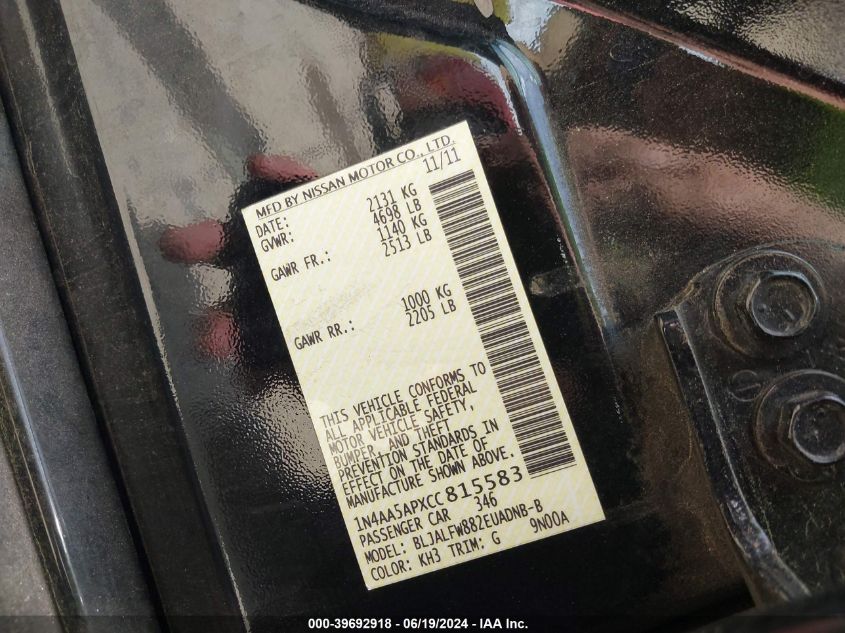 MFD BY NISSAN MOTOR CO., LTD.
DATE: 11/11
GVWR: 2131 KG
4698 LB
GAWR FR.: 1140 KG
2513 LB
GAWR RR.: 1000 KG
2205 LB
THIS VEHICLE CONFORMS TO
ALL APPLICABLE FEDERAL
MOTOR VEHICLE SAFETY,
BUMPER, AND THEFT
PREVENTION STANDARDS IN
EFFECT ON THE DATE OF
MANUFACTURE SHOWN ABOVE.
1N4AA5APXCC815583
PASSENGER CAR 346
MODEL: BLJALFW882EUADNB-B
COLOR: KH3 TRIM: G 9N00A
000-39692918 - 06/19/2024 - IAA Inc.